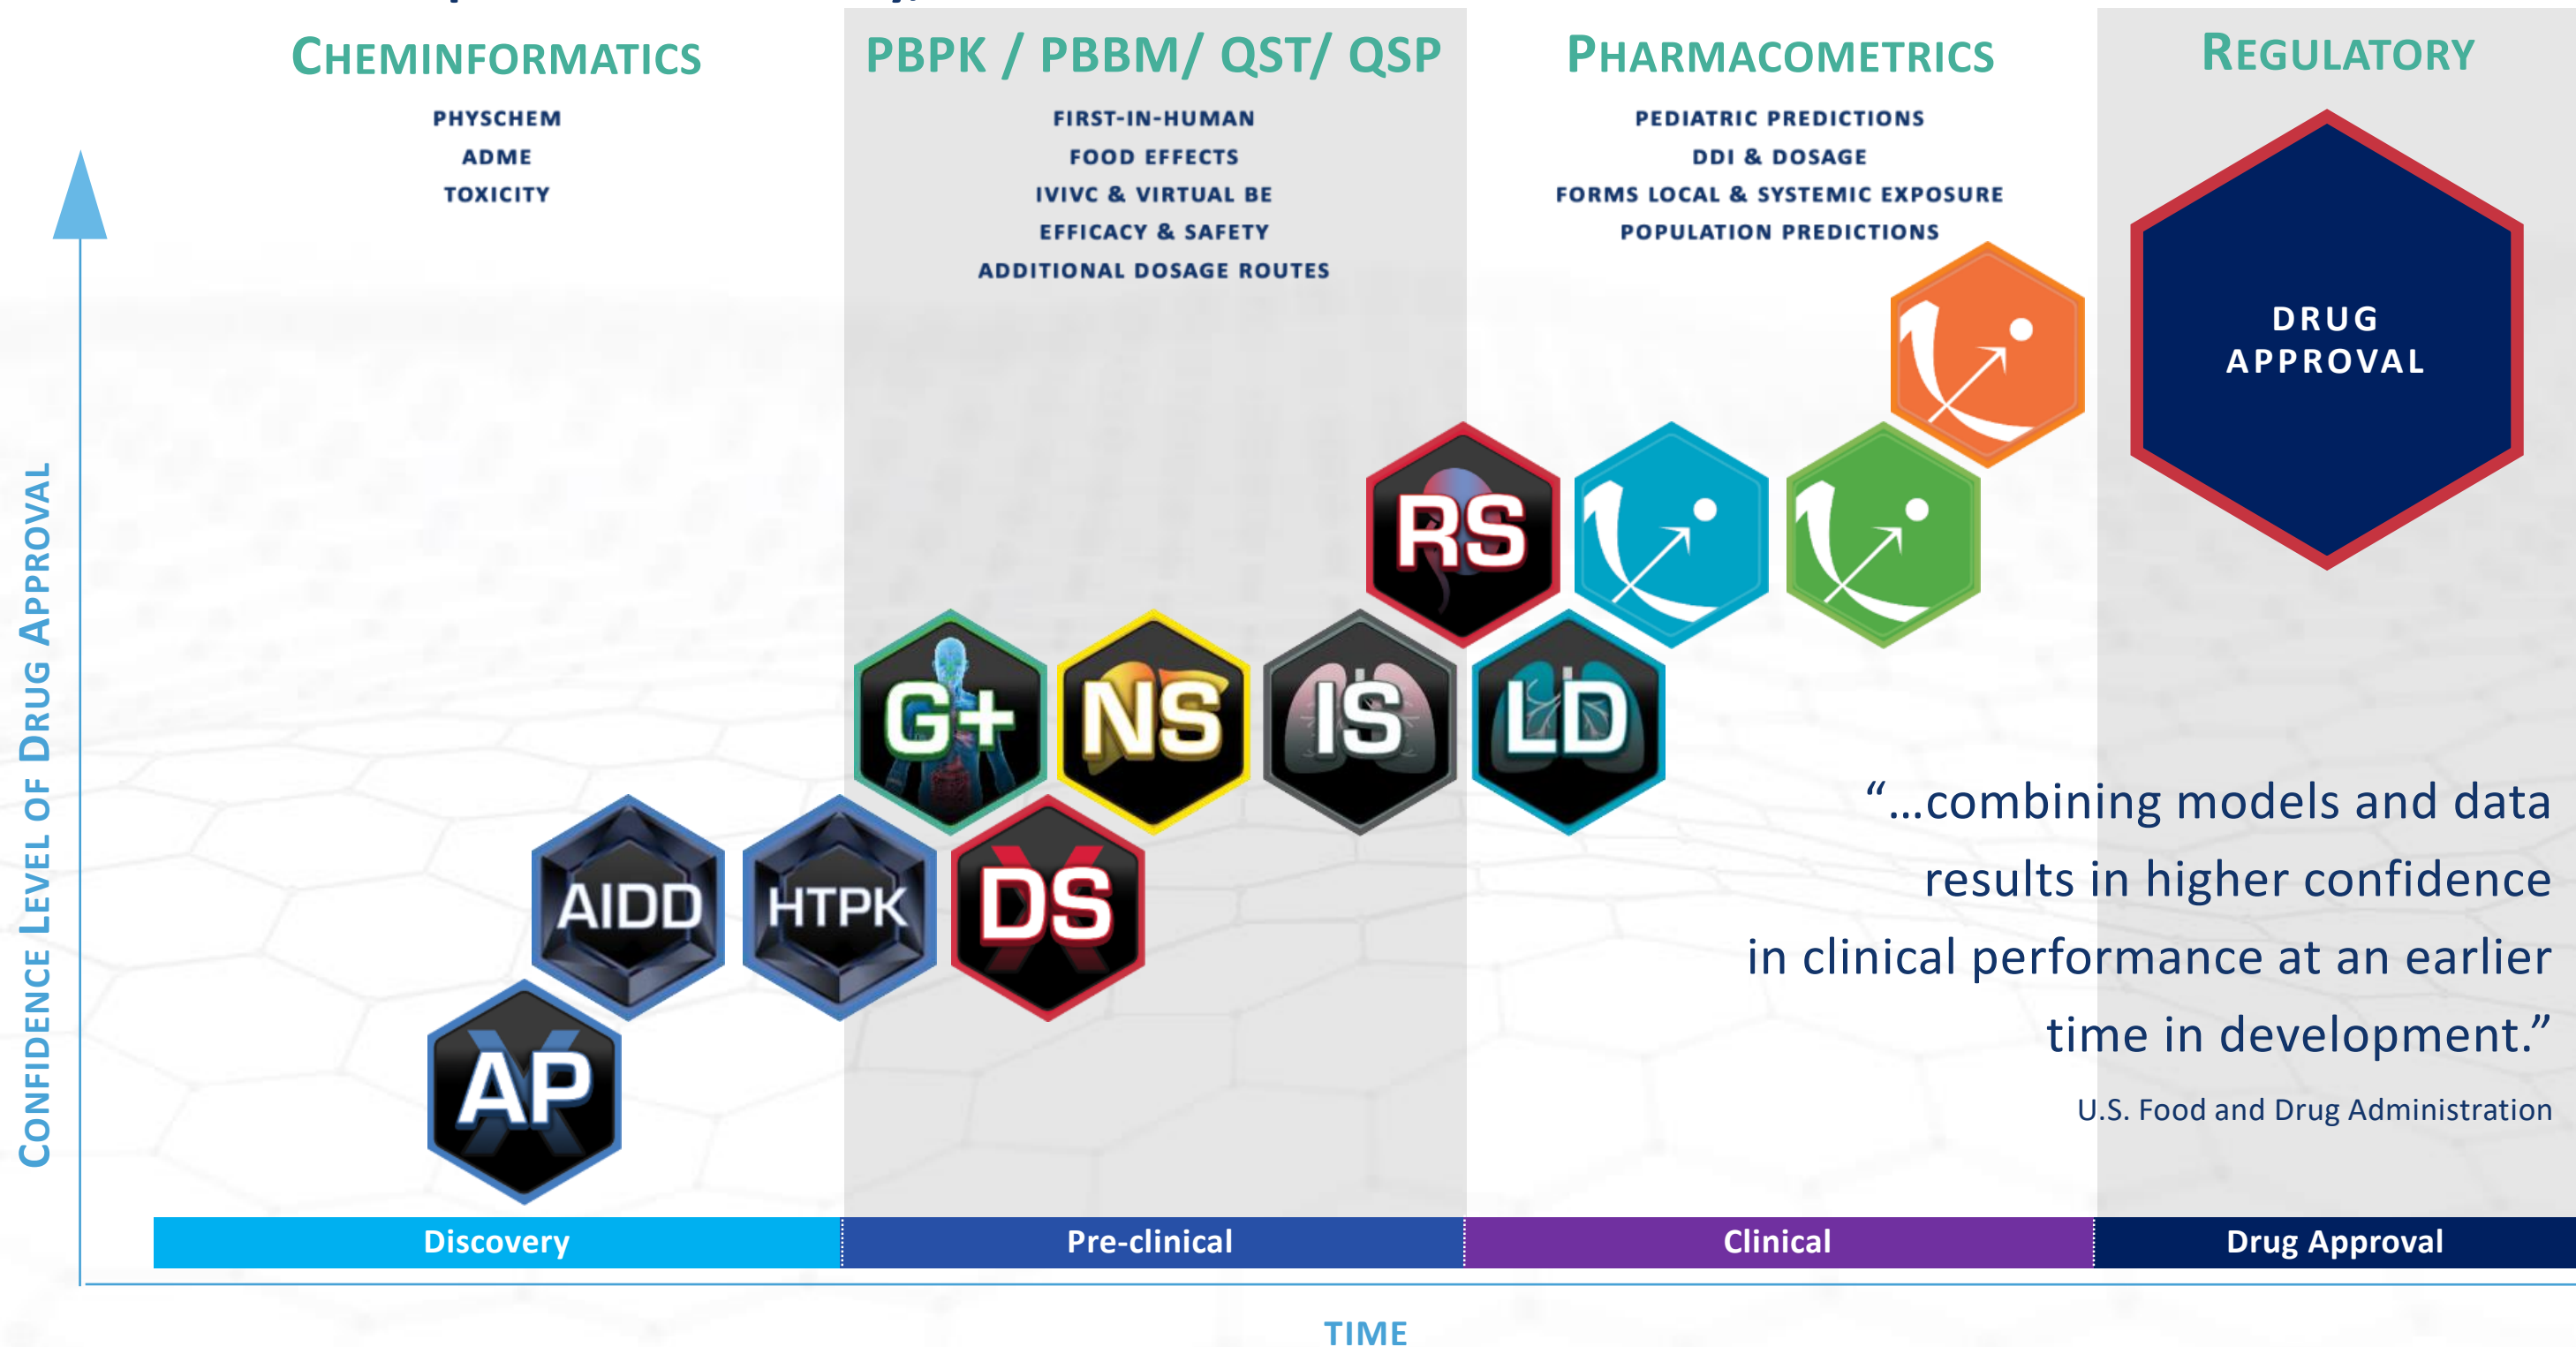 CHEMINFORMATICS
PHYSCHEM
ADME
TOXICITY
PBPK / PBBM/ QST/ QSP
FIRST-IN-HUMAN
FOOD EFFECTS
IVIVC & VIRTUAL BE
EFFICACY & SAFETY
ADDITIONAL DOSAGE ROUTES
PHARMACOMETRICS
PEDIATRIC PREDICTIONS
DDI & DOSAGE
FORMS LOCAL & SYSTEMIC EXPOSURE
POPULATION PREDICTIONS
REGULATORY
DRUG
APPROVAL
CONFIDENCE LEVEL OF DRUG APPROVAL
RS
G+
NS
IS
LD
AIDD
HTPK
DS
AP
“...combining models and data
results in higher confidence
in clinical performance at an earlier
time in development.”
U.S. Food and Drug Administration
Discovery
Pre-clinical
Clinical
Drug Approval
TIME